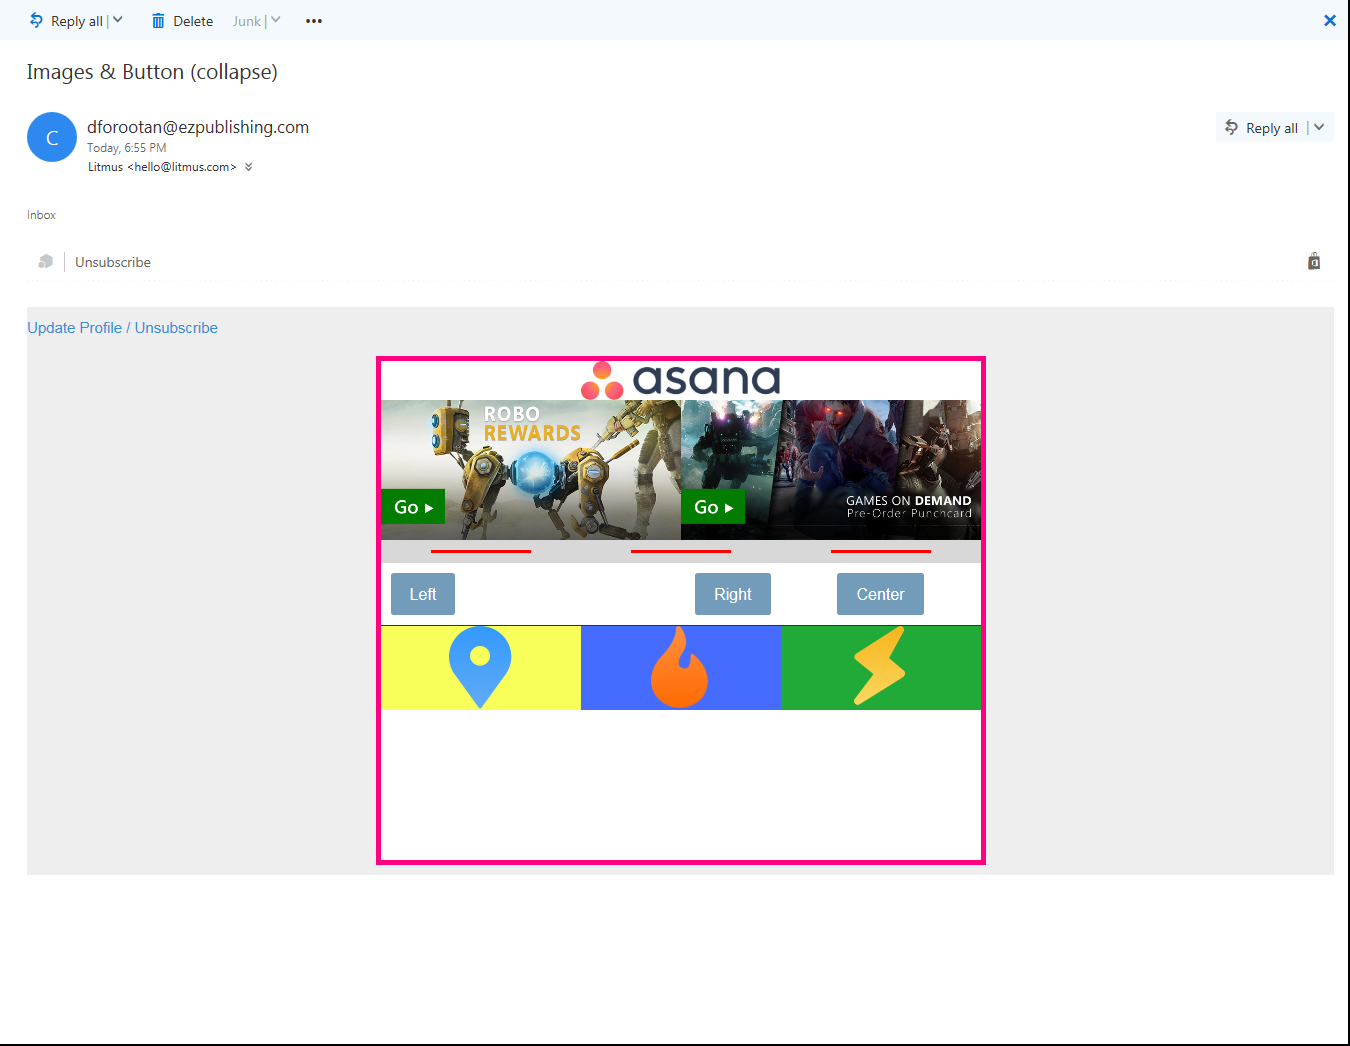 Reply all | Delete Junk | •••
Images & Button (collapse)
C
dforootan@ezpublishing.com
Today, 6:55 PM
Litmus <hello@litmus.com>
Reply all |
Inbox
Unsubscribe
Update Profile / Unsubscribe
asana
ROBO
REWARDS
Go
Go
GAMES ON DEMAND
Pre-Order Punchcard
Left
Right
Center